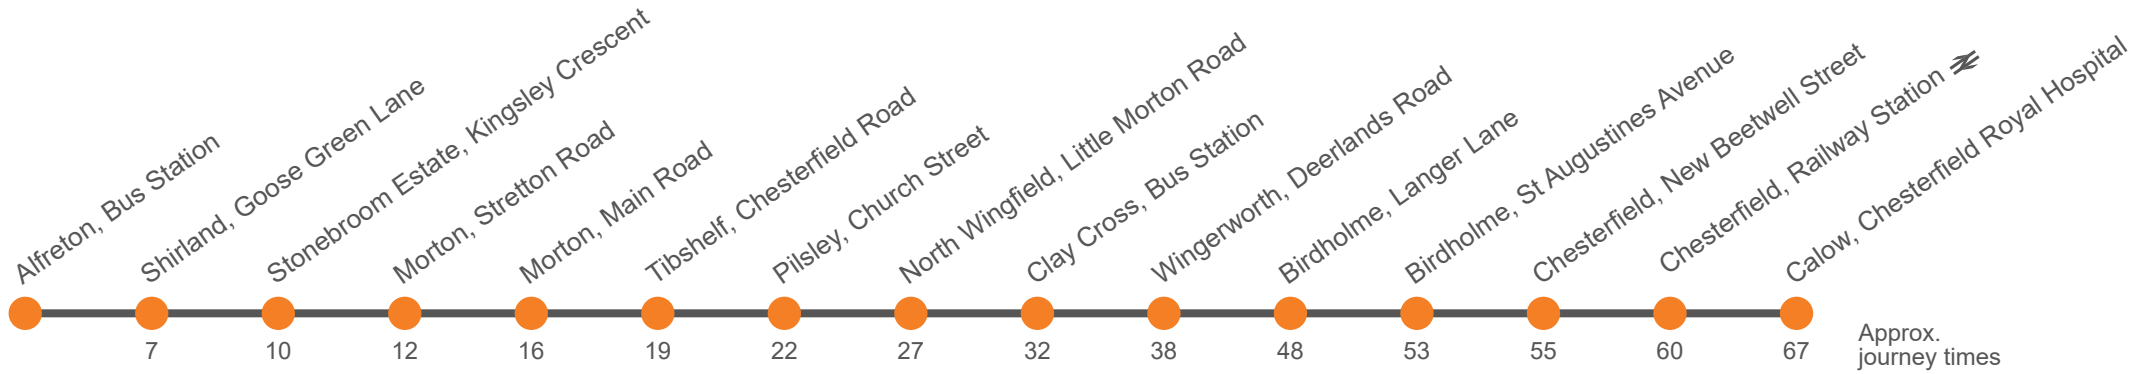 Alfreton, Bus Station
Shirland, Goose Green Lane
Stonebroom Estate, Kingsley Crescent
Morton, Stretton Road
Morton, Main Road
Tibshelf, Chesterfield Road
Pilsley, Church Street
North Wingfield, Little Morton Road
Clay Cross, Bus Station
Wingerworth, Deerlands Road
Birdholme, Langer Lane
Birdholme, St Augustines Avenue
Chesterfield, New Beetwell Street
Chesterfield, Railway Station
Calow, Chesterfield Royal Hospital
7 10 12 16 19 22 27 32 38 48 53 55 60 67
Approx.
journey times